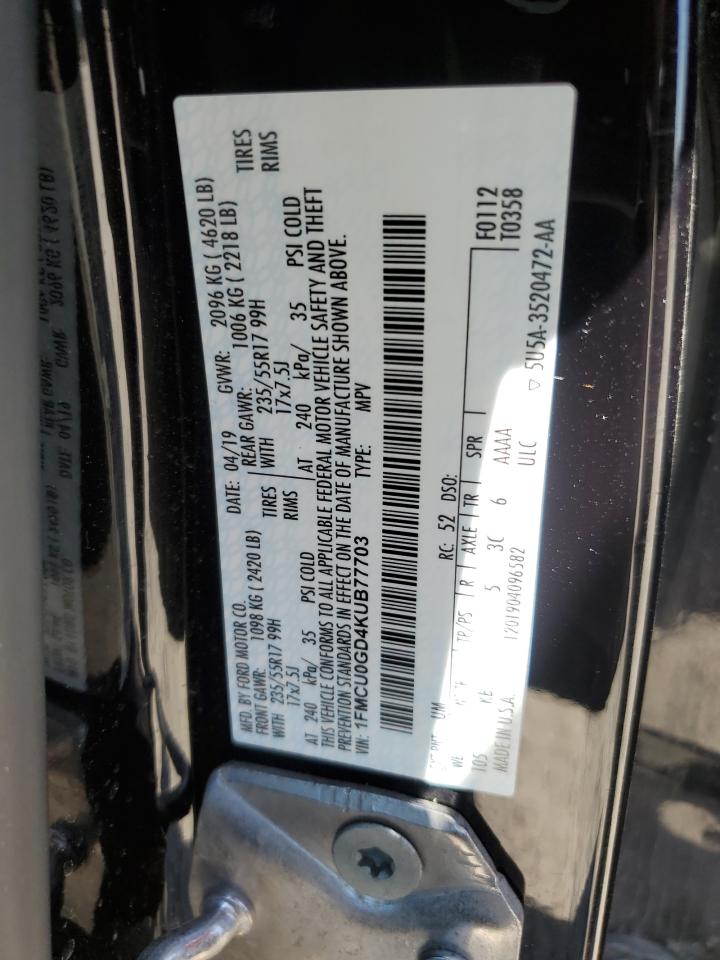 MFD. BY FORD MOTOR CO.
DATE: 04/19 GVWR: 2096 KG ( 4620 LB)
FRONT GAWR: 1098 KG ( 2420 LB) REAR GAWR: 1006 KG ( 2218 LB)
WITH 235/55R17 99H TIRES WITH 235/55R17 99H TIRES
17x7.5J RIMS 17x7.5J RIMS
AT 240 kPa/ 35 PSI COLD AT 240 kPa/ 35 PSI COLD
THIS VEHICLE CONFORMS TO ALL APPLICABLE FEDERAL MOTOR VEHICLE SAFETY AND THEFT
PREVENTION STANDARDS IN EFFECT ON THE DATE OF MANUFACTURE SHOWN ABOVE.
VIN: 1FMCU0GD4KUB77703 TYPE: MPV
F0112
T0358
RC: 52 DSO:
TP/PS R AXLE TR SPR
KE 5 3C 6 AAAA
ULC
1201904096582
MADE IN U.S.A.
▽ 5U5A-3520472-AA